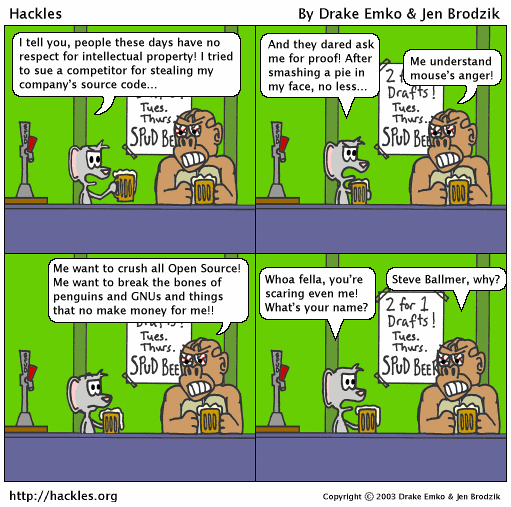 Hackles
By Drake Emko & Jen Brodzik
I tell you, people these days have no
respect for intellectual property! I tried
to sue a competitor for stealing my
company's source code...
Tues.
Thurs.
SPUD BEE
And they dared ask
me for proof! After
smashing a pie in
my face, no less...
Me understand
mouse's anger!
2 f
Drafts!
Tues.
Thurs.
SPUD BEE
Me want to crush all Open Source!
Me want to break the bones of
penguins and GNUs and things
that no make money for me!!
Drafts!
Tues.
Thurs.
SPUD BEE
Whoa fella, you're
scaring even me!
What's your name?
Steve Ballmer, why?
2 for 1
Drafts!
Tues.
Thurs.
SPUD BEE
http://hackles.org
Copyright © 2003 Drake Emko & Jen Brodzik